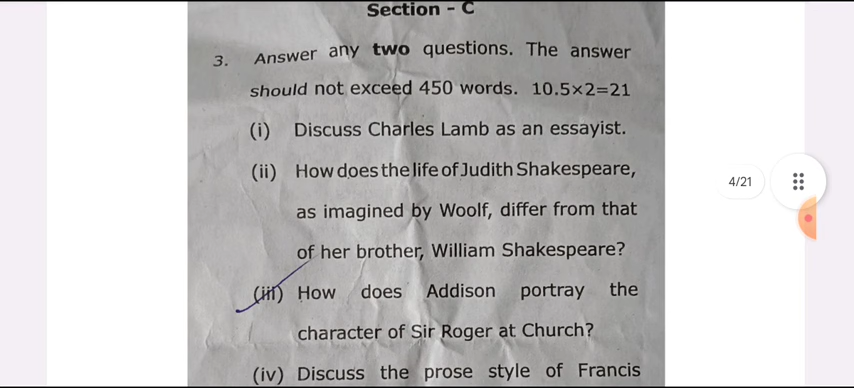 Section - C
3. Answer any two questions. The answer
should not exceed 450 words. 10.5×2=21
(i) Discuss Charles Lamb as an essayist.
(ii) How does the life of Judith Shakespeare,
as imagined by Woolf, differ from that
of her brother, William Shakespeare?
(iii) How does Addison portray the
character of Sir Roger at Church?
(iv) Discuss the prose style of Francis
4/21